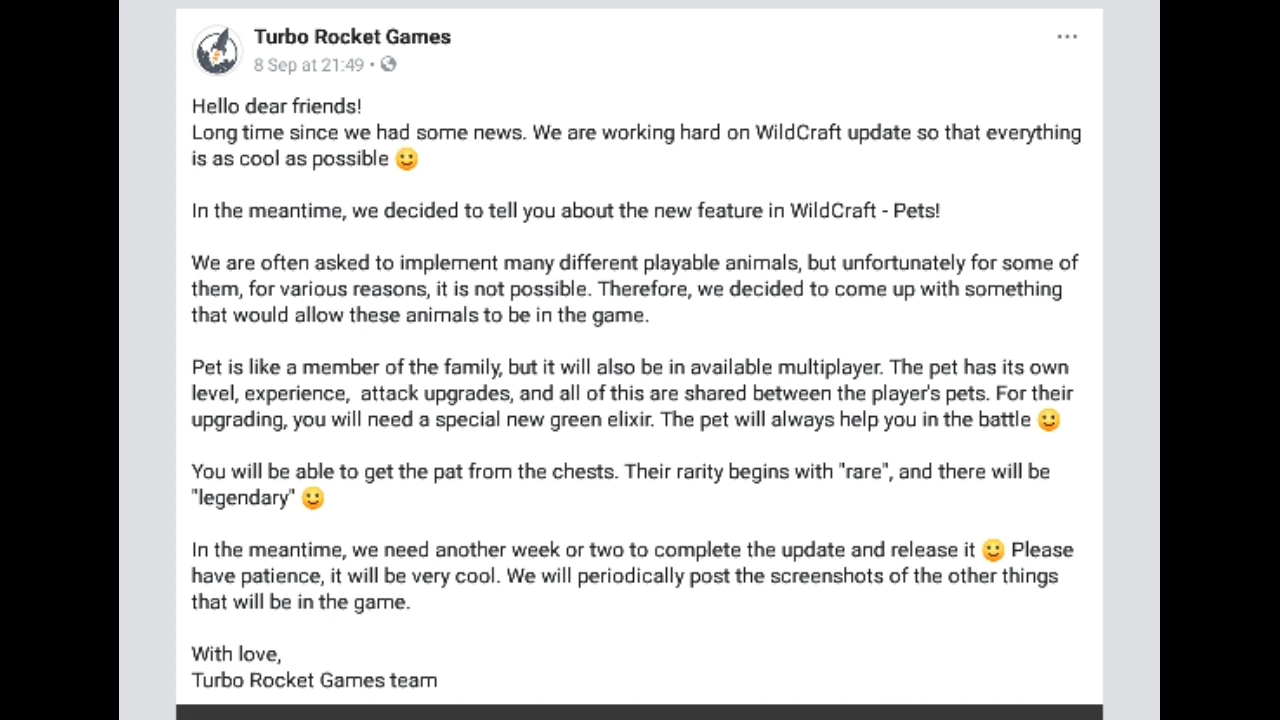 Turbo Rocket Games
8 Sep at 21:49 •
Hello dear friends!
Long time since we had some news. We are working hard on WildCraft update so that everything
is as cool as possible 🙂
In the meantime, we decided to tell you about the new feature in WildCraft - Pets!
We are often asked to implement many different playable animals, but unfortunately for some of
them, for various reasons, it is not possible. Therefore, we decided to come up with something
that would allow these animals to be in the game.
Pet is like a member of the family, but it will also be in available multiplayer. The pet has its own
level, experience,  attack upgrades, and all of this are shared between the player's pets. For their
upgrading, you will need a special new green elixir. The pet will always help you in the battle 🙂
You will be able to get the pat from the chests. Their rarity begins with "rare", and there will be
"legendary" 🙂
In the meantime, we need another week or two to complete the update and release it 🙂 Please
have patience, it will be very cool. We will periodically post the screenshots of the other things
that will be in the game.
With love,
Turbo Rocket Games team